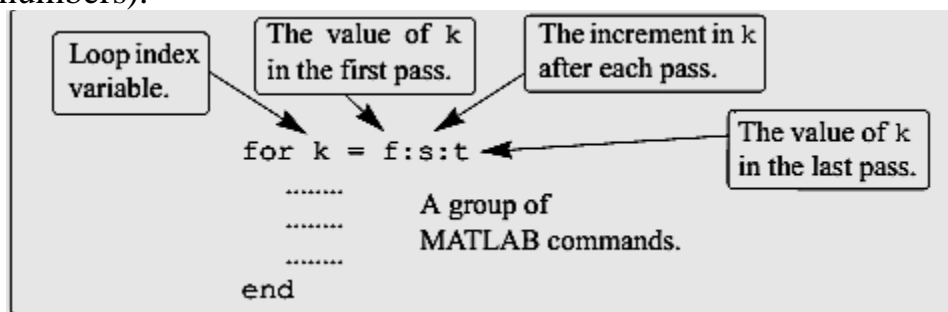 numbers).
Loop index
variable.
The value of k
in the first pass.
The increment in k
after each pass.
for k = f:s:t
The value of k
in the last pass.
........
........
........
A group of
MATLAB commands.
end